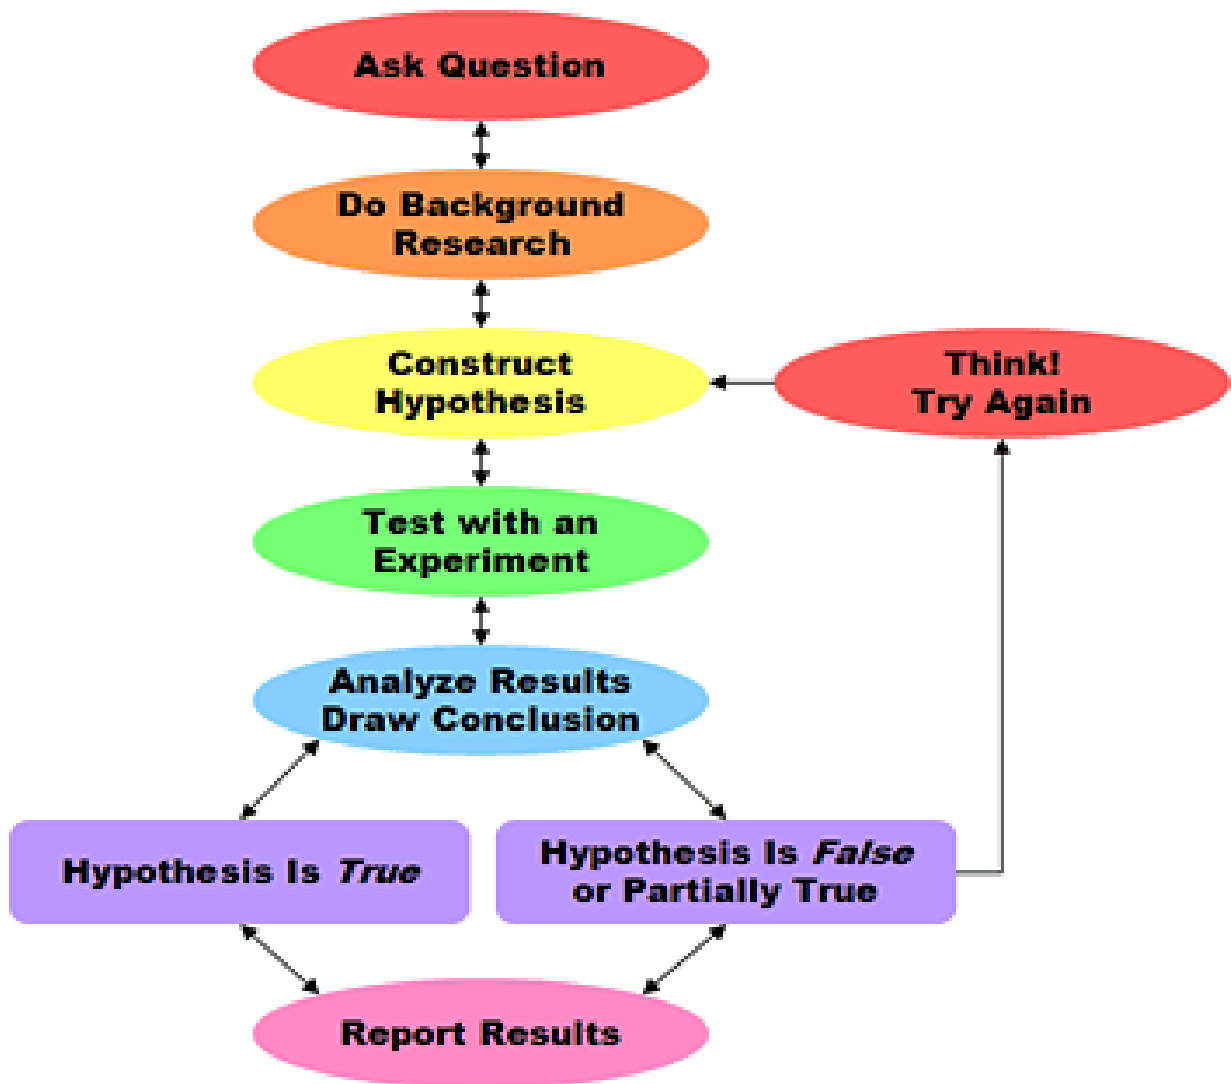 Ask Question
Do Background
Research
Construct
Hypothesis
Think!
Try Again
Test with an
Experiment
Analyze Results
Draw Conclusion
Hypothesis Is True
Hypothesis Is False
or Partially True
Report Results